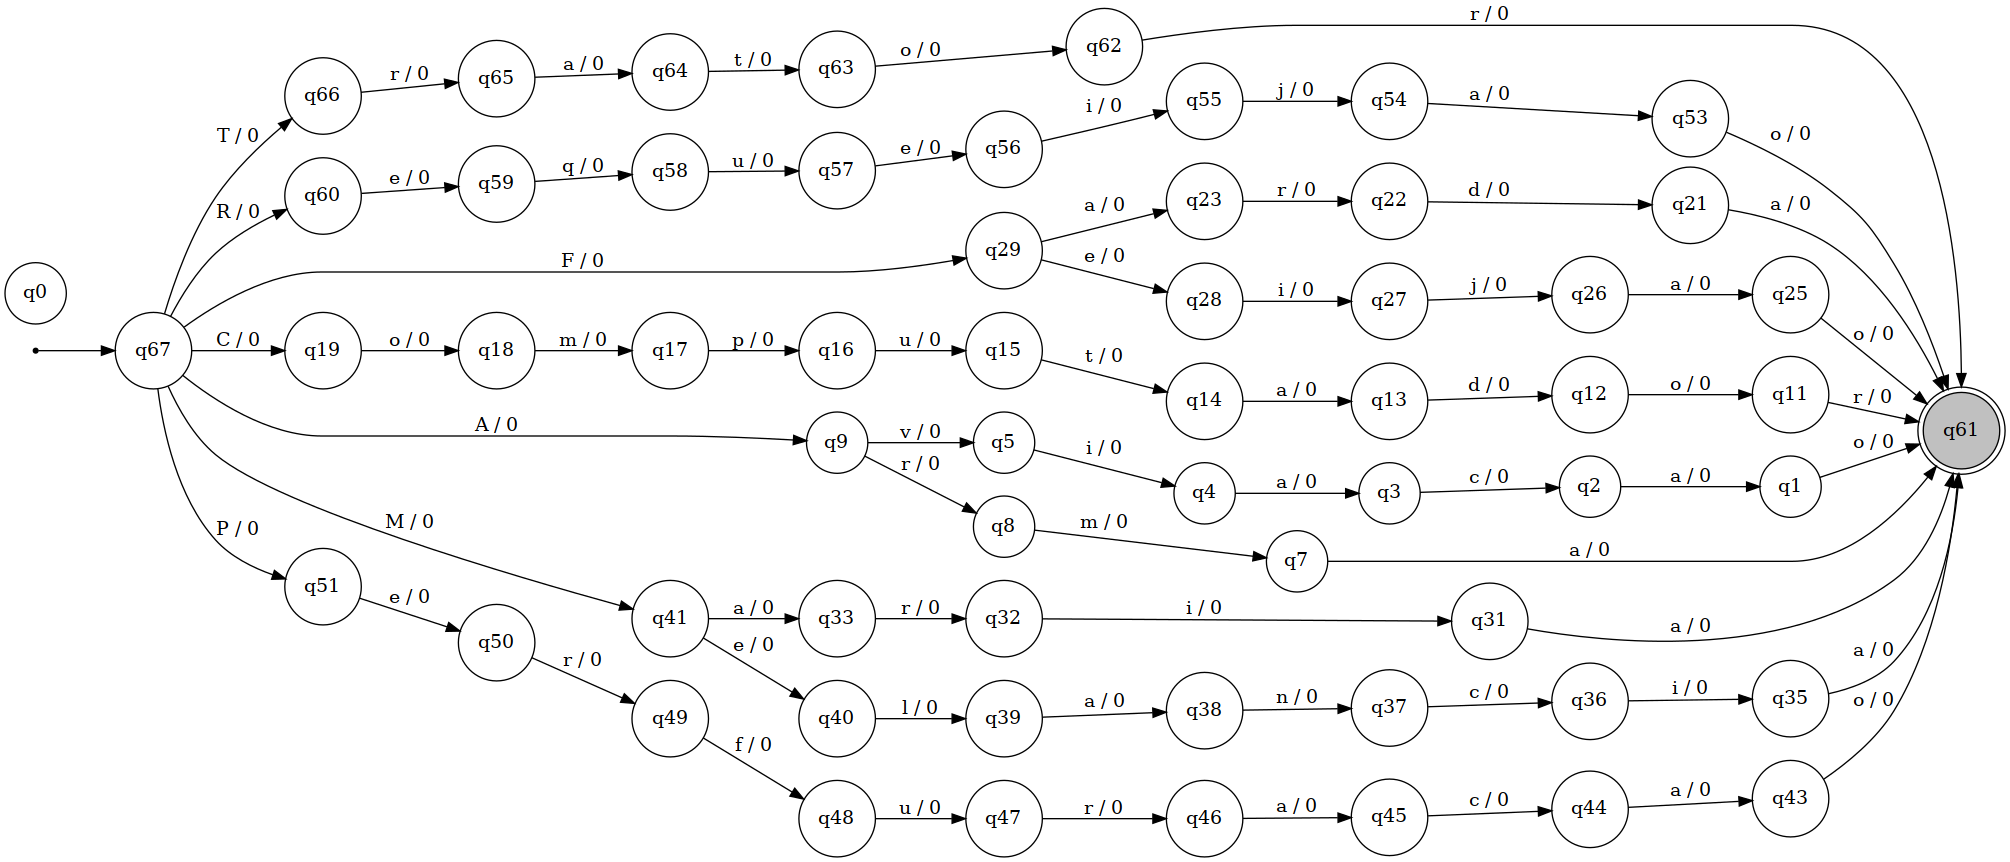 r / 0
q62
o / 0
q66
r / 0
q65
a / 0
q64
t / 0
q63
T / 0
i / 0
q55
j / 0
q54
a / 0
q53
o / 0
R / 0
q60
e / 0
q59
q / 0
q58
u / 0
q57
e / 0
q56
a / 0
q23
r / 0
q22
d / 0
q21
a / 0
F / 0
q29
e / 0
q28
i / 0
q27
j / 0
q26
a / 0
q25
o / 0
q0
q67
C / 0
q19
o / 0
q18
m / 0
q17
p / 0
q16
u / 0
q15
t / 0
q14
a / 0
q13
d / 0
q12
o / 0
q11
r / 0
q61
A / 0
q9
v / 0
q5
i / 0
q4
a / 0
q3
c / 0
q2
a / 0
q1
o / 0
r / 0
q8
m / 0
q7
a / 0
M / 0
P / 0
q51
e / 0
q50
r / 0
q49
f / 0
q41
a / 0
q33
r / 0
q32
i / 0
q31
a / 0
e / 0
q40
l / 0
q39
a / 0
q38
n / 0
q37
c / 0
q36
i / 0
q35
a / 0
o / 0
q48
u / 0
q47
r / 0
q46
a / 0
q45
c / 0
q44
a / 0
q43